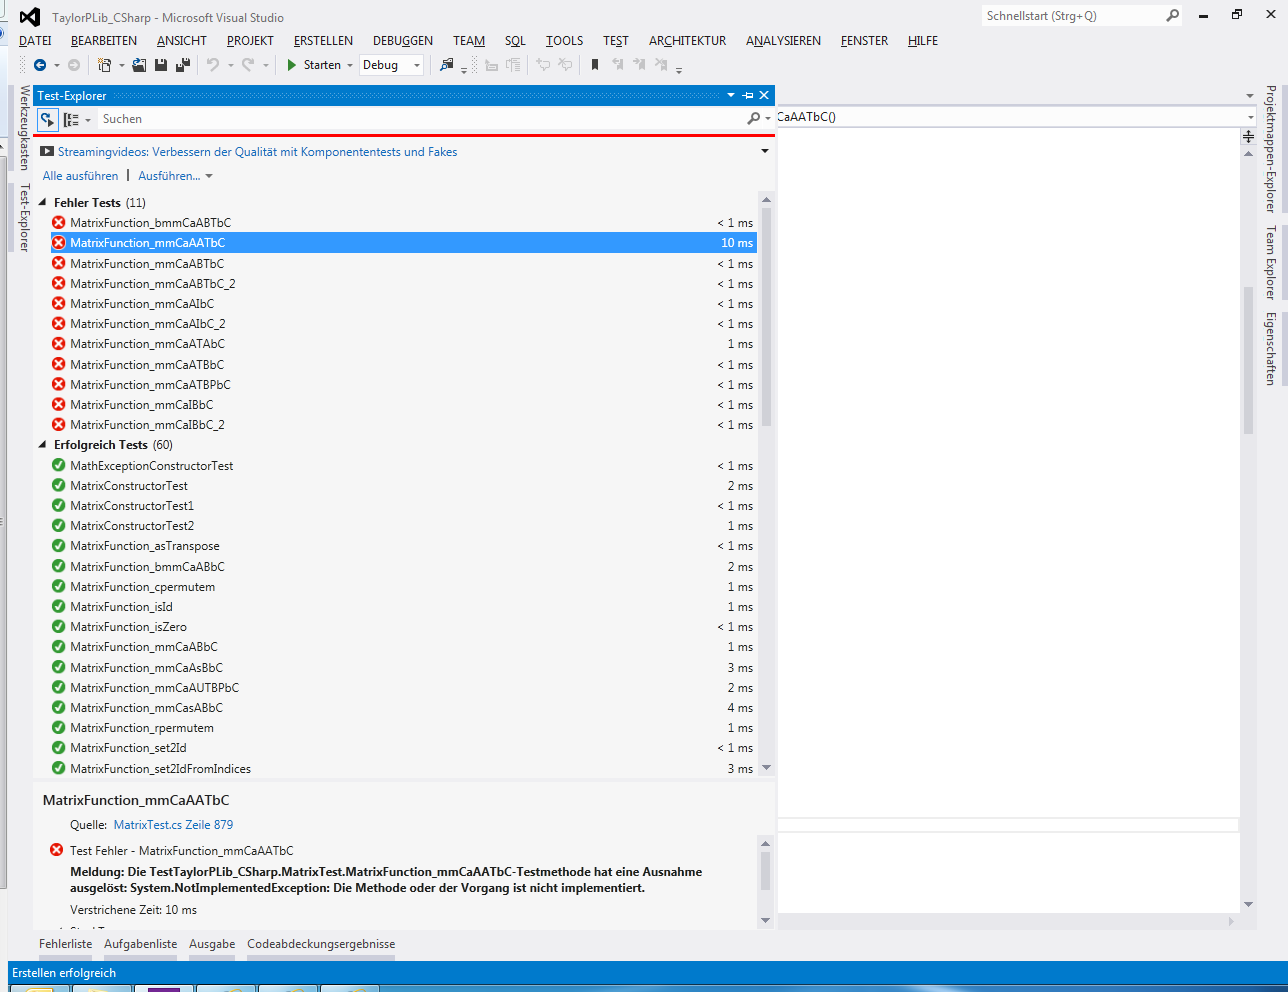 TaylorPLib_CSharp - Microsoft Visual Studio
Schnellstart (Strg+Q)
DATEI BEARBEITEN ANSICHT PROJEKT ERSTELLEN DEBUGGEN TEAM SQL TOOLS TEST ARCHITEKTUR ANALYSIEREN FENSTER HILFE
Starten Debug
Werkzeugkasten
Test-Explorer
Test-Explorer
CaAATbC()
Suchen
Streamingvideos: Verbessern der Qualität mit Komponententests und Fakes
Alle ausführen | Ausführen...
Fehler Tests (11)
MatrixFunction_bmmCaABTbC < 1 ms
MatrixFunction_mmCaAATbC 10 ms
MatrixFunction_mmCaABTbC < 1 ms
MatrixFunction_mmCaABTbC_2 < 1 ms
MatrixFunction_mmCaAIbC < 1 ms
MatrixFunction_mmCaAIbC_2 < 1 ms
MatrixFunction_mmCaATAbC 1 ms
MatrixFunction_mmCaATBbC < 1 ms
MatrixFunction_mmCaATBPbC < 1 ms
MatrixFunction_mmCaIBbC < 1 ms
MatrixFunction_mmCaIBbC_2 < 1 ms
Erfolgreich Tests (60)
MathExceptionConstructorTest < 1 ms
MatrixConstructorTest 2 ms
MatrixConstructorTest1 < 1 ms
MatrixConstructorTest2 1 ms
MatrixFunction_asTranspose < 1 ms
MatrixFunction_bmmCaABbC 2 ms
MatrixFunction_cpermutem 1 ms
MatrixFunction_isId 1 ms
MatrixFunction_isZero < 1 ms
MatrixFunction_mmCaABbC 1 ms
MatrixFunction_mmCaAsBbC 3 ms
MatrixFunction_mmCaAUTBPbC 2 ms
MatrixFunction_mmCasABbC 4 ms
MatrixFunction_rpermutem 1 ms
MatrixFunction_set2Id < 1 ms
MatrixFunction_set2IdFromIndices 3 ms
MatrixFunction_mmCaAATbC
Quelle: MatrixTest.cs Zeile 879
Test Fehler - MatrixFunction_mmCaAATbC
Meldung: Die TestTaylorPLib_CSharp.MatrixTest.MatrixFunction_mmCaAATbC-Testmethode hat eine Ausnahme
ausgelöst: System.NotImplementedException: Die Methode oder der Vorgang ist nicht implementiert.
Verstrichene Zeit: 10 ms
Projektmappen-Explorer
Team Explorer
Eigenschaften
Fehlerliste Aufgabenliste Ausgabe Codeabdeckungsergebnisse
Erstellen erfolgreich